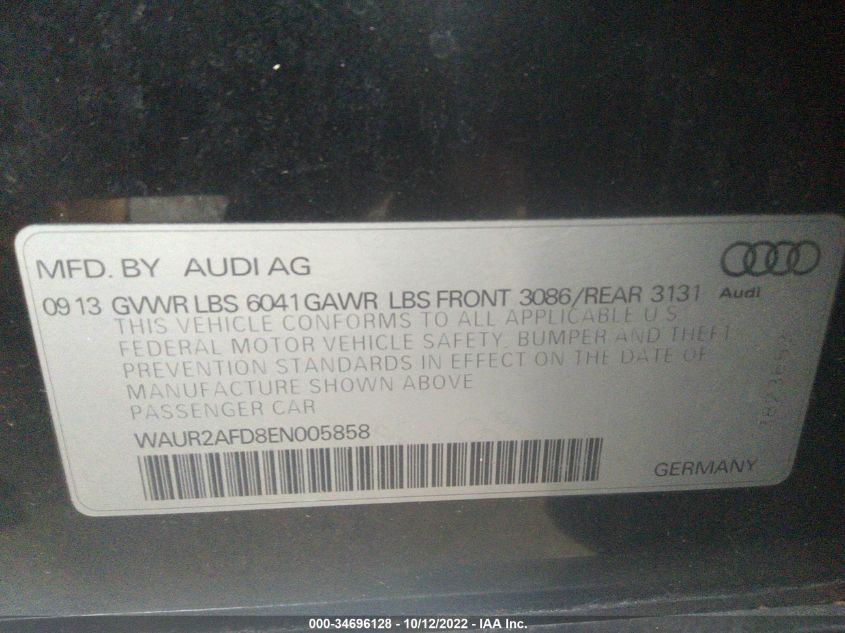 MFD. BY AUDI AG
09 13 GVWR LBS 6041 GAWR LBS FRONT 3086/REAR 3131
Audi
THIS VEHICLE CONFORMS TO ALL APPLICABLE U S
FEDERAL MOTOR VEHICLE SAFETY, BUMPER AND THEFT
PREVENTION STANDARDS IN EFFECT ON THE DATE OF
MANUFACTURE SHOWN ABOVE
PASSENGER CAR
WAUR2AFD8EN005858
GERMANY
000-34696128 - 10/12/2022 - IAA Inc.